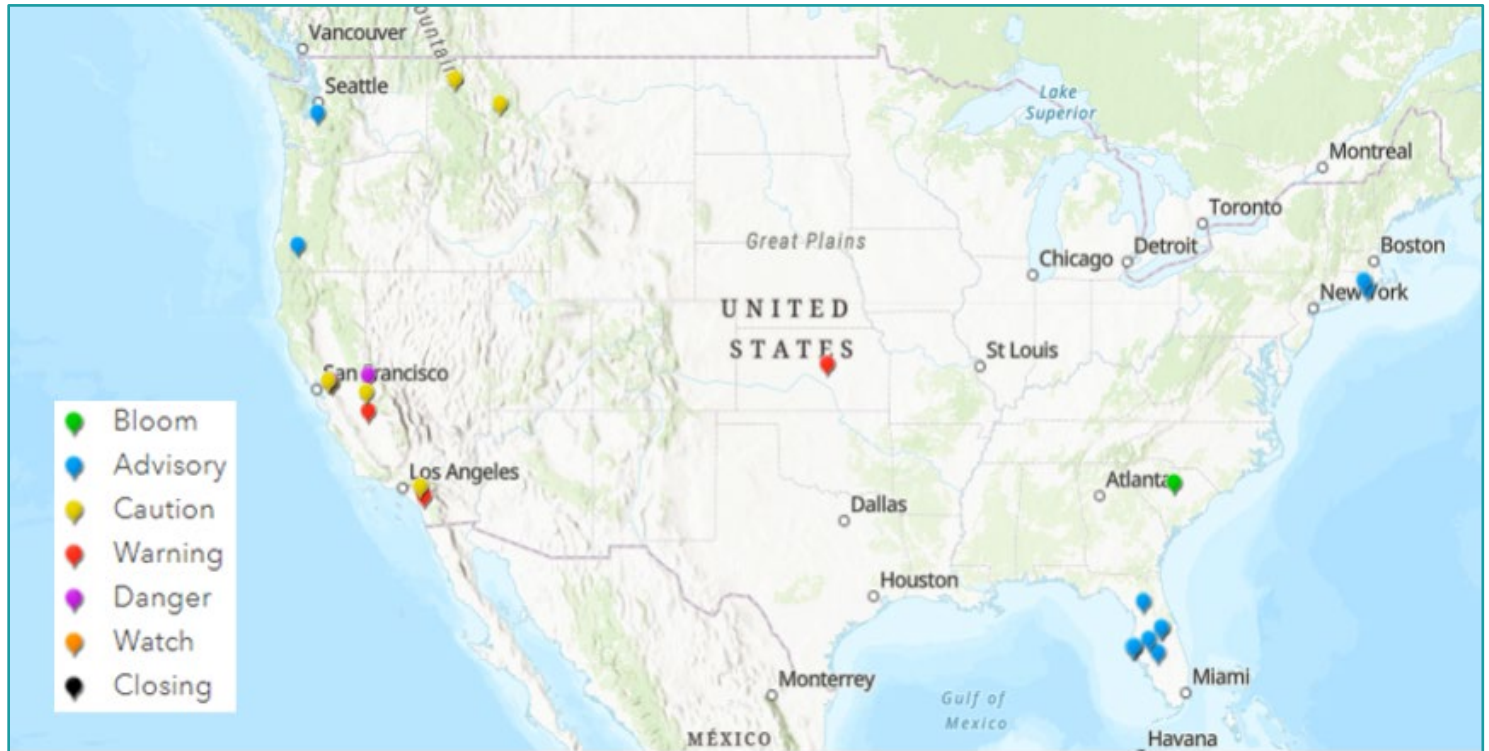 Vancouver
ountain
Seattle
Lake
Superior
Montreal
Toronto
Great Plains
Chicago
Detroit
Boston
New York
UNITED
STATES
St Louis
San Francisco
Los Angeles
Atlanta
Dallas
Houston
Monterrey
Miami
Gulf of
Mexico
MÉXICO
Havana
Bloom
Advisory
Caution
Warning
Danger
Watch
Closing